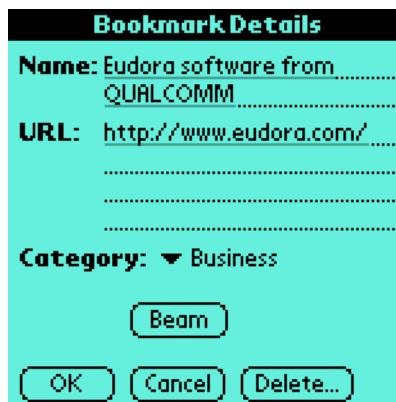 Bookmark Details
Name: Eudora software from
QUALCOMM
URL: http://www.eudora.com/
Category: Business
Beam
OK Cancel Delete...